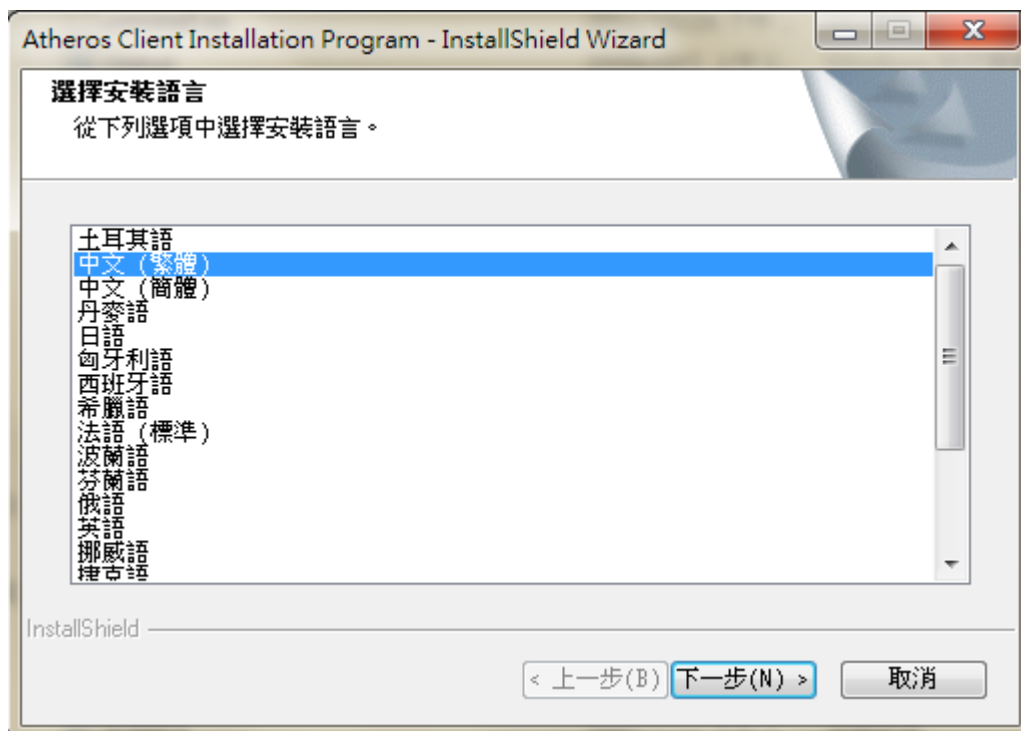 Atheros Client Installation Program - InstallShield Wizard
選擇安裝語言
從下列選項中選擇安裝語言。
土耳其語
中文 (繁體)
中文 (簡體)
丹麥語
日語
匈牙利語
西班牙語
希臘語
法語 (標準)
波蘭語
芬蘭語
俄語
英語
挪威語
捷克語
InstallShield
< 上一步(B) 下一步(N) > 取消